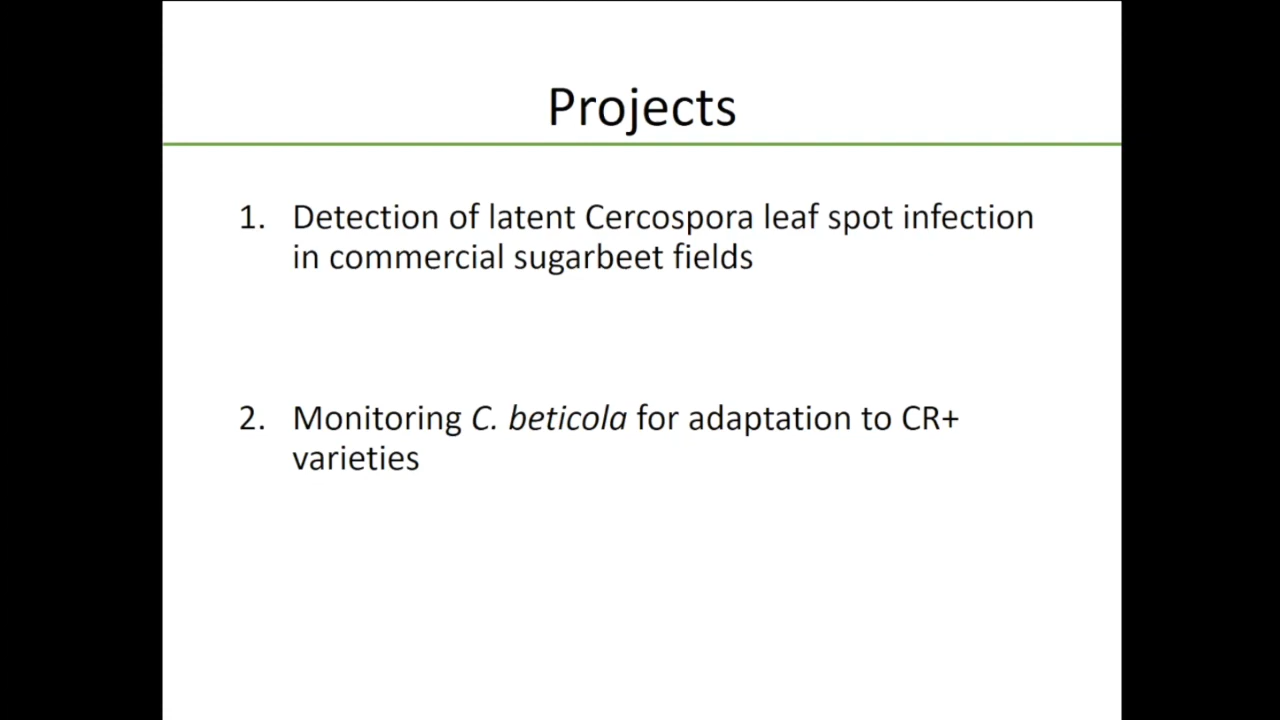 Projects
1. Detection of latent Cercospora leaf spot infection
in commercial sugarbeet fields
2. Monitoring C. beticola for adaptation to CR+
varieties